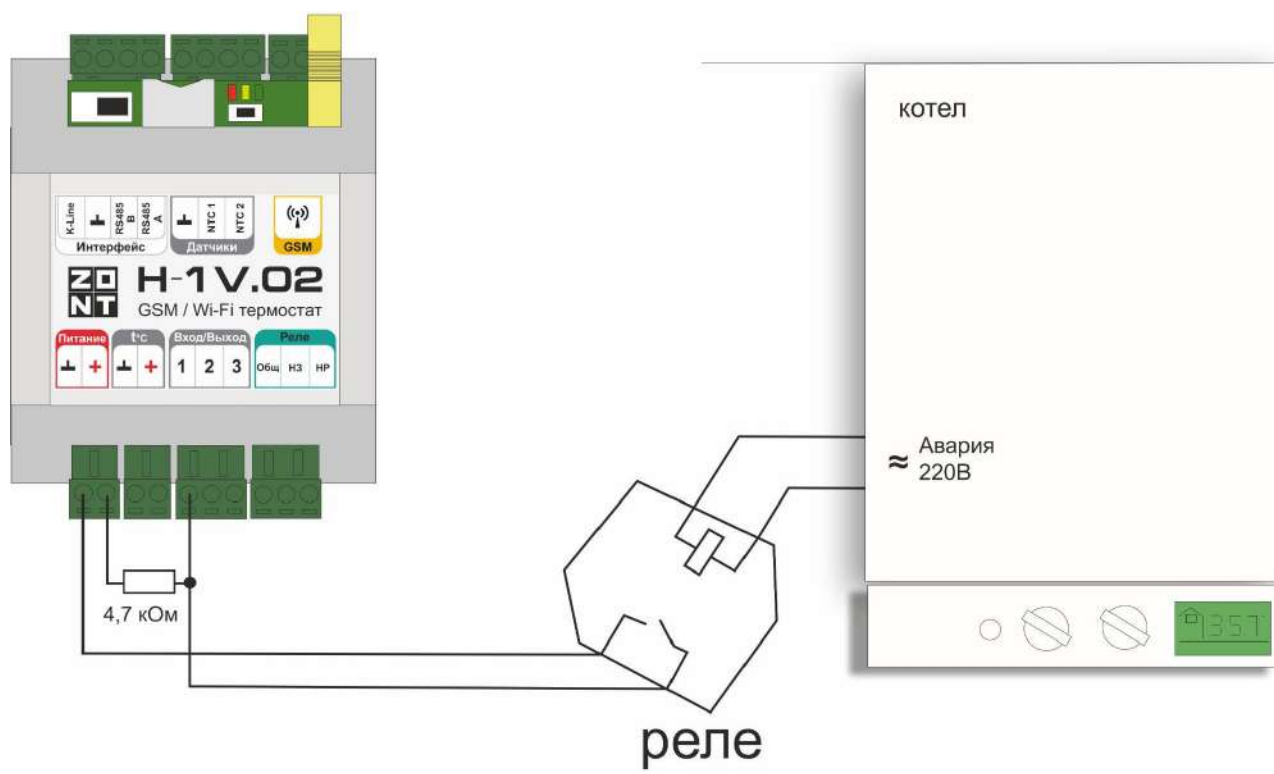 K-Line
RS485 B
RS485 A
NTC 1
NTC 2
Интерфейс
Датчики
GSM
ZONT
H-1V.02
GSM / Wi-Fi термостат
Питание
t°C
Вход/Выход
Реле
+
+
1 2 3
Общ НЗ НР
4,7 кОм
реле
котел
≈ Авария
220В
357